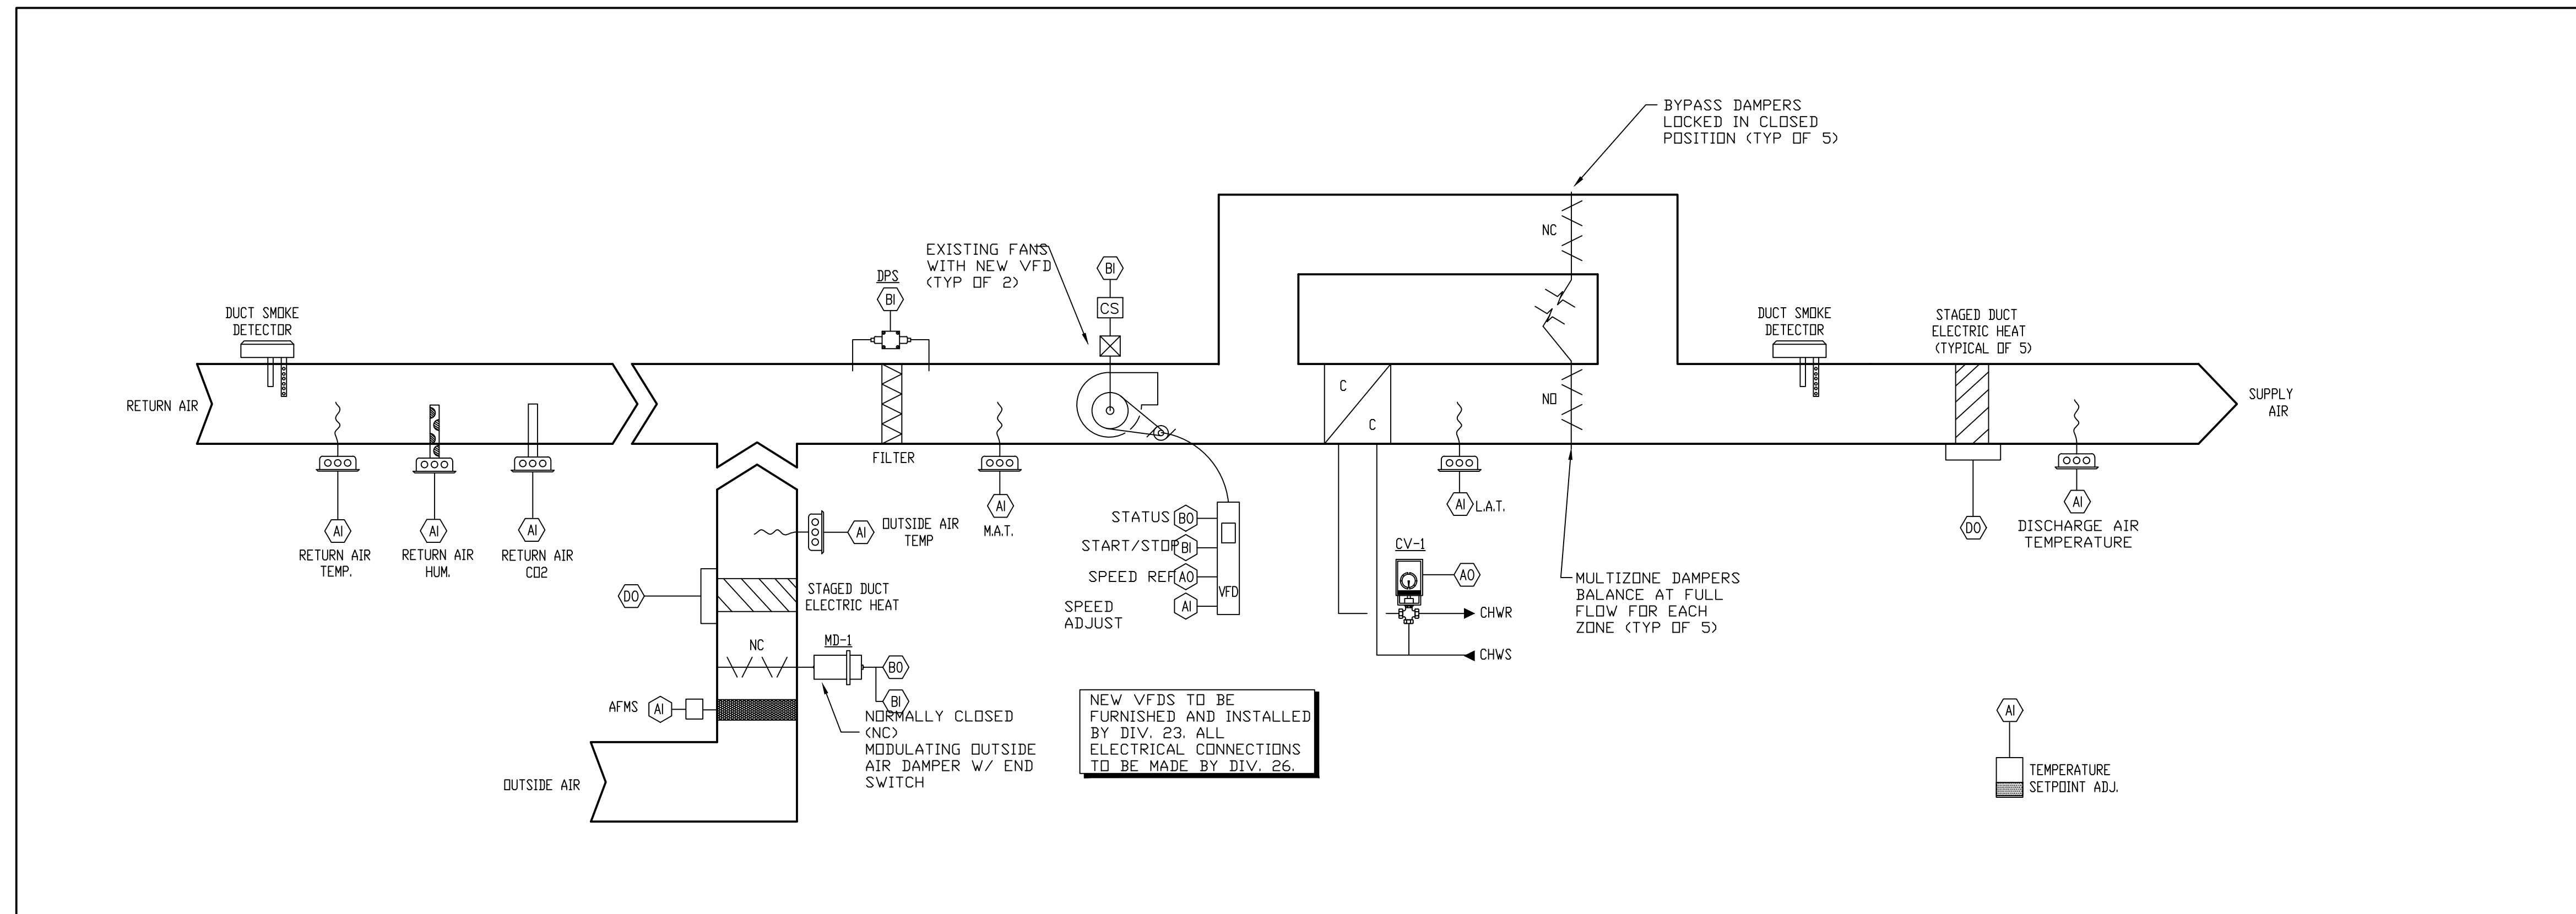 BYPASS DAMPERS
LOCKED IN CLOSED
POSITION (TYP OF 5)
NC
EXISTING FANS
WITH NEW VFD
(TYP OF 2)
BI
CS
DPS
BI
DUCT SMOKE
DETECTOR
DUCT SMOKE
DETECTOR
STAGED DUCT
ELECTRIC HEAT
(TYPICAL OF 5)
RETURN AIR
C
C
NO
SUPPLY
AIR
FILTER
AI
RETURN AIR
TEMP.
AI
RETURN AIR
HUM.
AI
RETURN AIR
CO2
AI
OUTSIDE AIR
TEMP
AI
M.A.T.
STATUS BO
START/STOP BI
SPEED REF AO
SPEED
ADJUST
AI
VFD
AI L.A.T.
CV-1
AO
CHWR
CHWS
DO
AI
DISCHARGE AIR
TEMPERATURE
MULTIZONE DAMPERS
BALANCE AT FULL
FLOW FOR EACH
ZONE (TYP OF 5)
DO
STAGED DUCT
ELECTRIC HEAT
NC
MD-1
BO
BI
AFMS AI
NORMALLY CLOSED
(NC)
MODULATING OUTSIDE
AIR DAMPER W/ END
SWITCH
OUTSIDE AIR
NEW VFDS TO BE
FURNISHED AND INSTALLED
BY DIV. 23. ALL
ELECTRICAL CONNECTIONS
TO BE MADE BY DIV. 26.
AI
TEMPERATURE
SETPOINT ADJ.